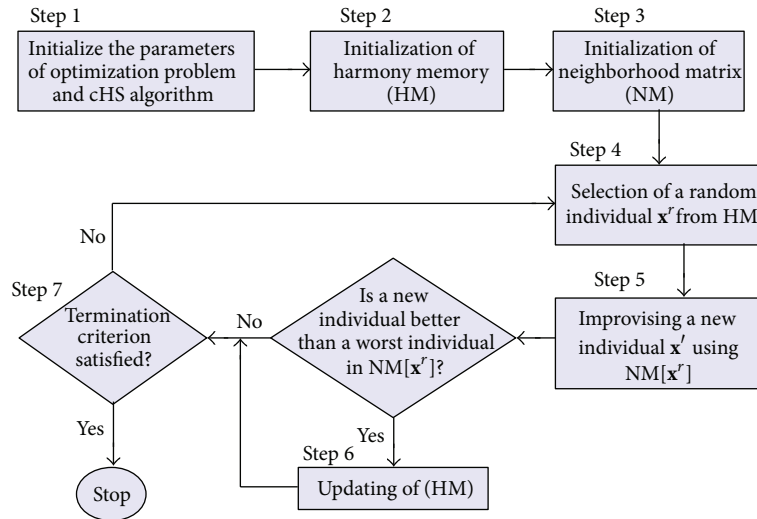 Step 1
Initialize the parameters
of optimization problem
and cHS algorithm
Step 2
Initialization of
harmony memory
(HM)
Step 3
Initialization of
neighborhood matrix
(NM)
Step 4
Selection of a random
individual x^r from HM
Step 5
Improvising a new
individual x′ using
NM[x^r]
Is a new
individual better
than a worst individual
in NM[x^r]?
No
Yes
Step 6
Updating of (HM)
Step 7
Termination
criterion
satisfied?
No
Yes
Stop